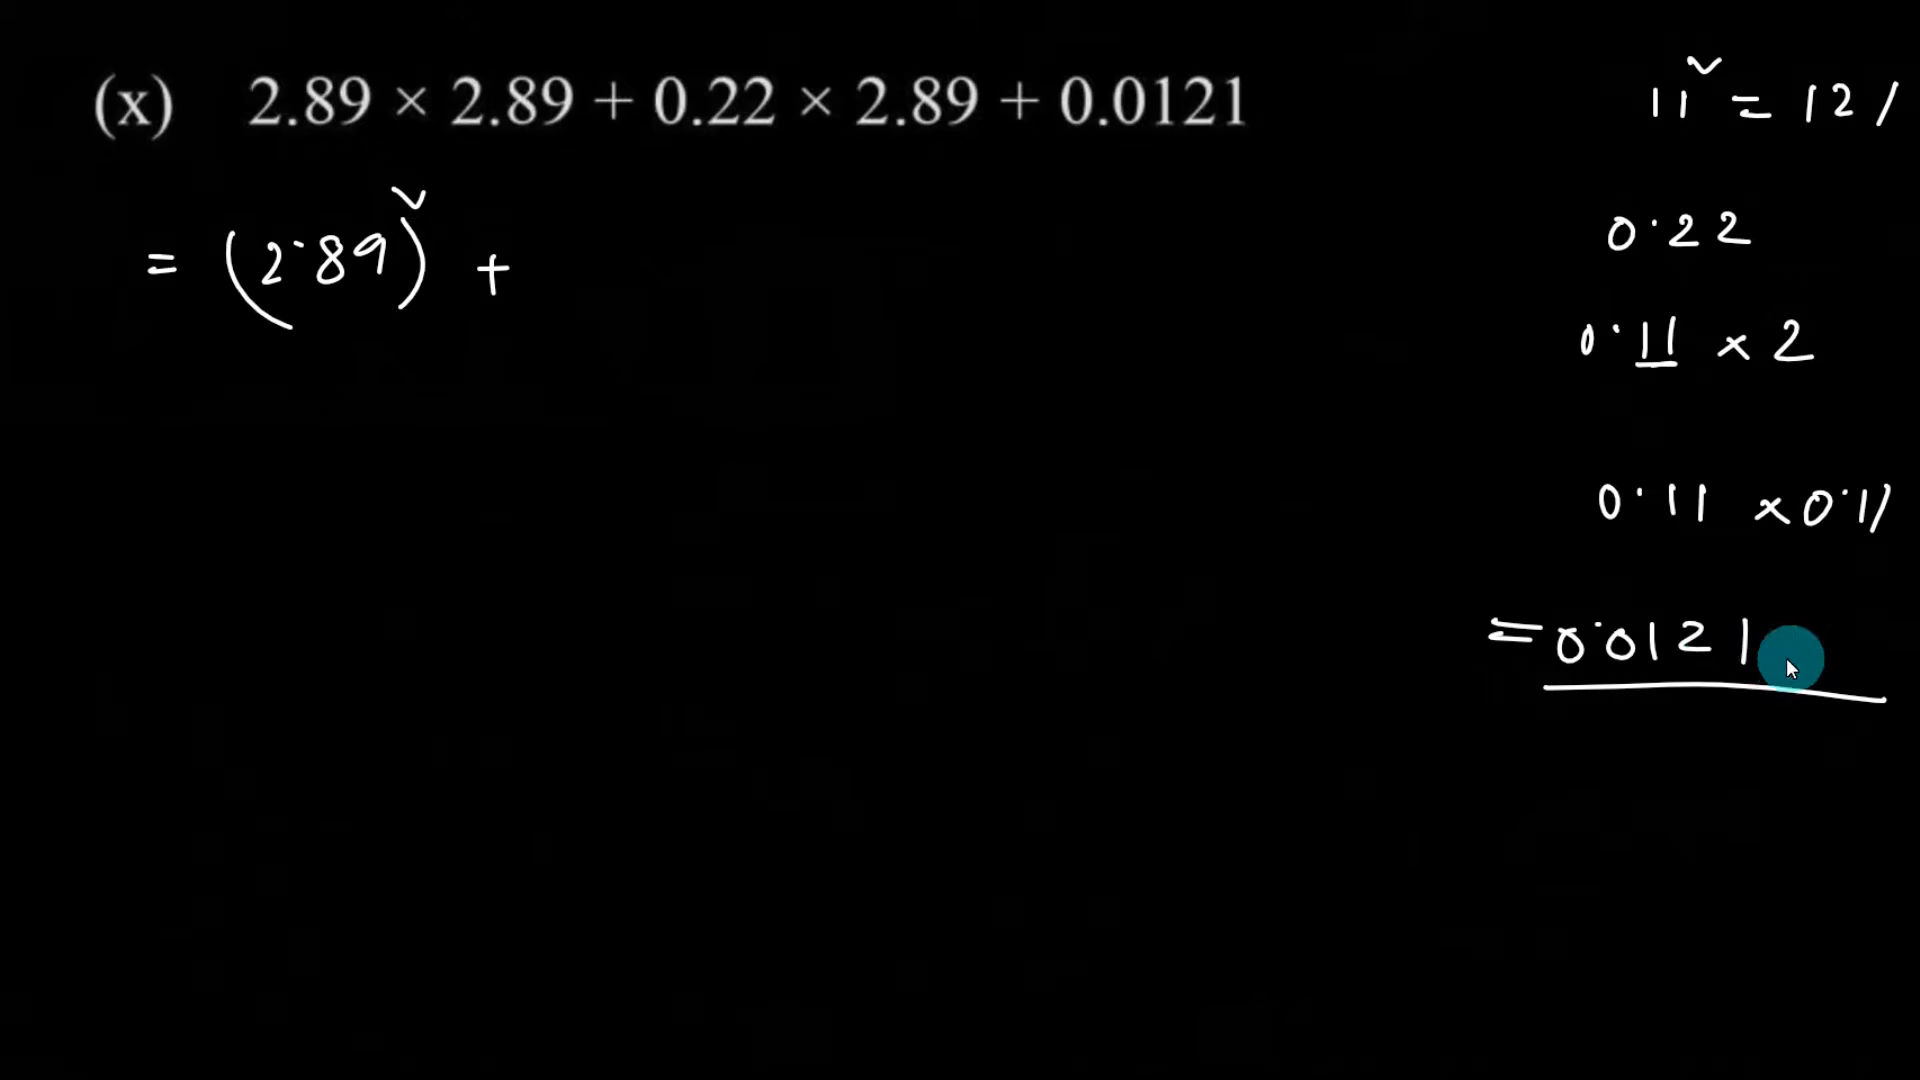 (x) 2.89 × 2.89 + 0.22 × 2.89 + 0.0121
= (2.89)² +
11² = 121
0.22
0.11 × 2
0.11 × 0.11
= 0.0121